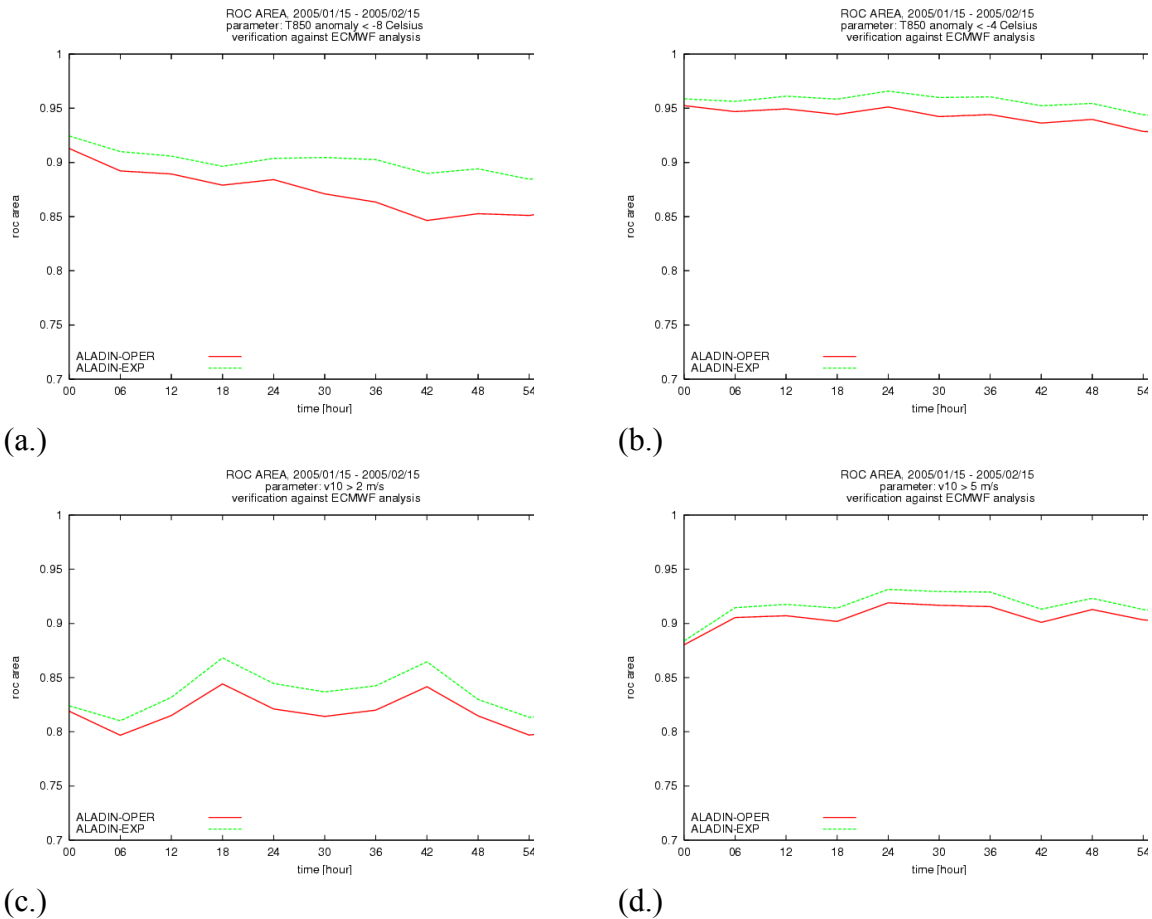 ROC AREA, 2005/01/15 - 2005/02/15
parameter: T850 anomaly < -8 Celsius
verification against ECMWF analysis
1
0.95
0.9
0.85
0.8
0.75
0.7
roc area
ALADIN-OPER
ALADIN-EXP
00 06 12 18 24 30 36 42 48 54
time [hour]
(a.)
ROC AREA, 2005/01/15 - 2005/02/15
parameter: T850 anomaly < -4 Celsius
verification against ECMWF analysis
1
0.95
0.9
0.85
0.8
0.75
0.7
roc area
ALADIN-OPER
ALADIN-EXP
00 06 12 18 24 30 36 42 48 54
time [hour]
(b.)
ROC AREA, 2005/01/15 - 2005/02/15
parameter: v10 > 2 m/s
verification against ECMWF analysis
1
0.95
0.9
0.85
0.8
0.75
0.7
roc area
ALADIN-OPER
ALADIN-EXP
00 06 12 18 24 30 36 42 48 54
time [hour]
(c.)
ROC AREA, 2005/01/15 - 2005/02/15
parameter: v10 > 5 m/s
verification against ECMWF analysis
1
0.95
0.9
0.85
0.8
0.75
0.7
roc area
ALADIN-OPER
ALADIN-EXP
00 06 12 18 24 30 36 42 48 54
time [hour]
(d.)